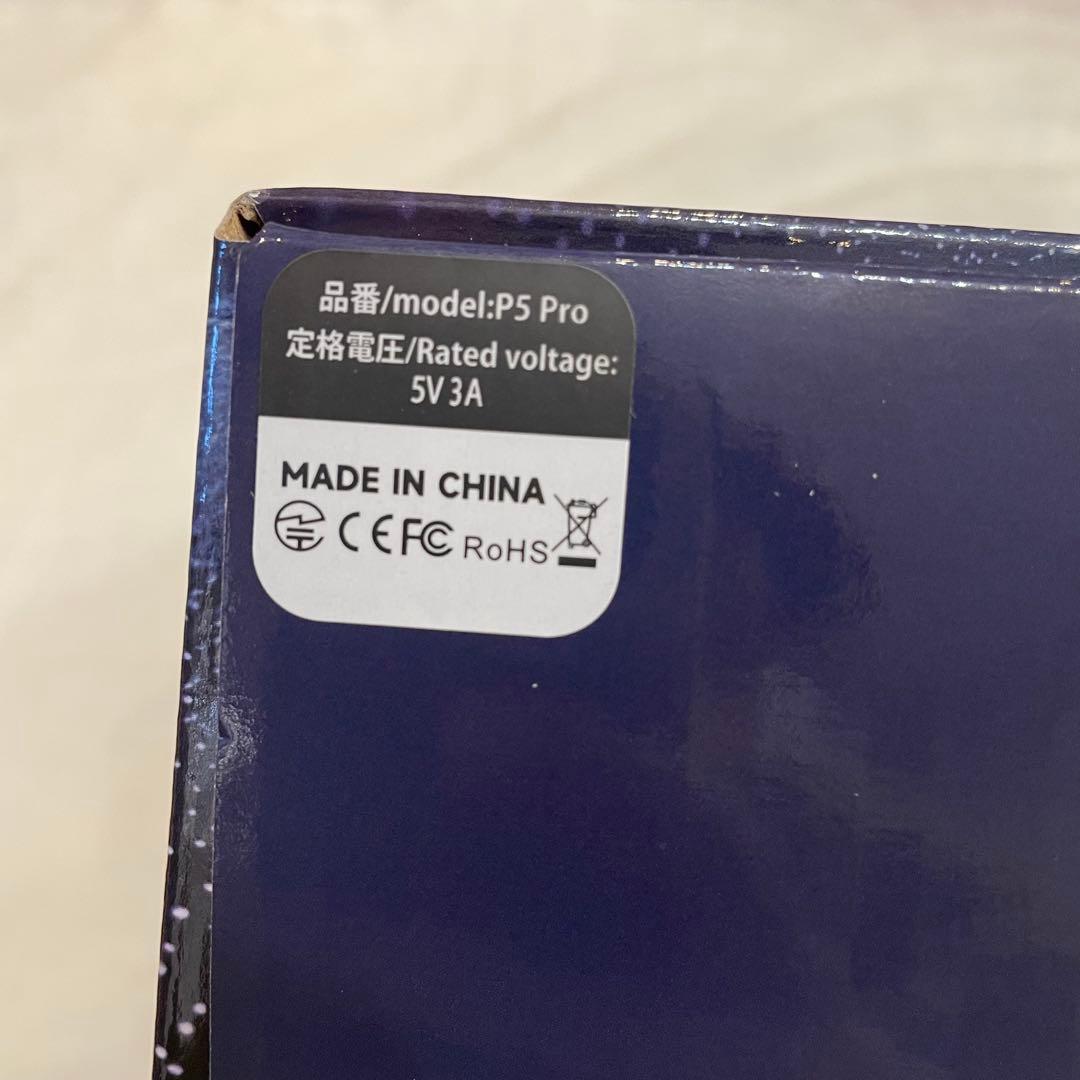 品番/model:P5 Pro
定格電圧/Rated voltage:
5V 3A
MADE IN CHINA
CE FC RoHS